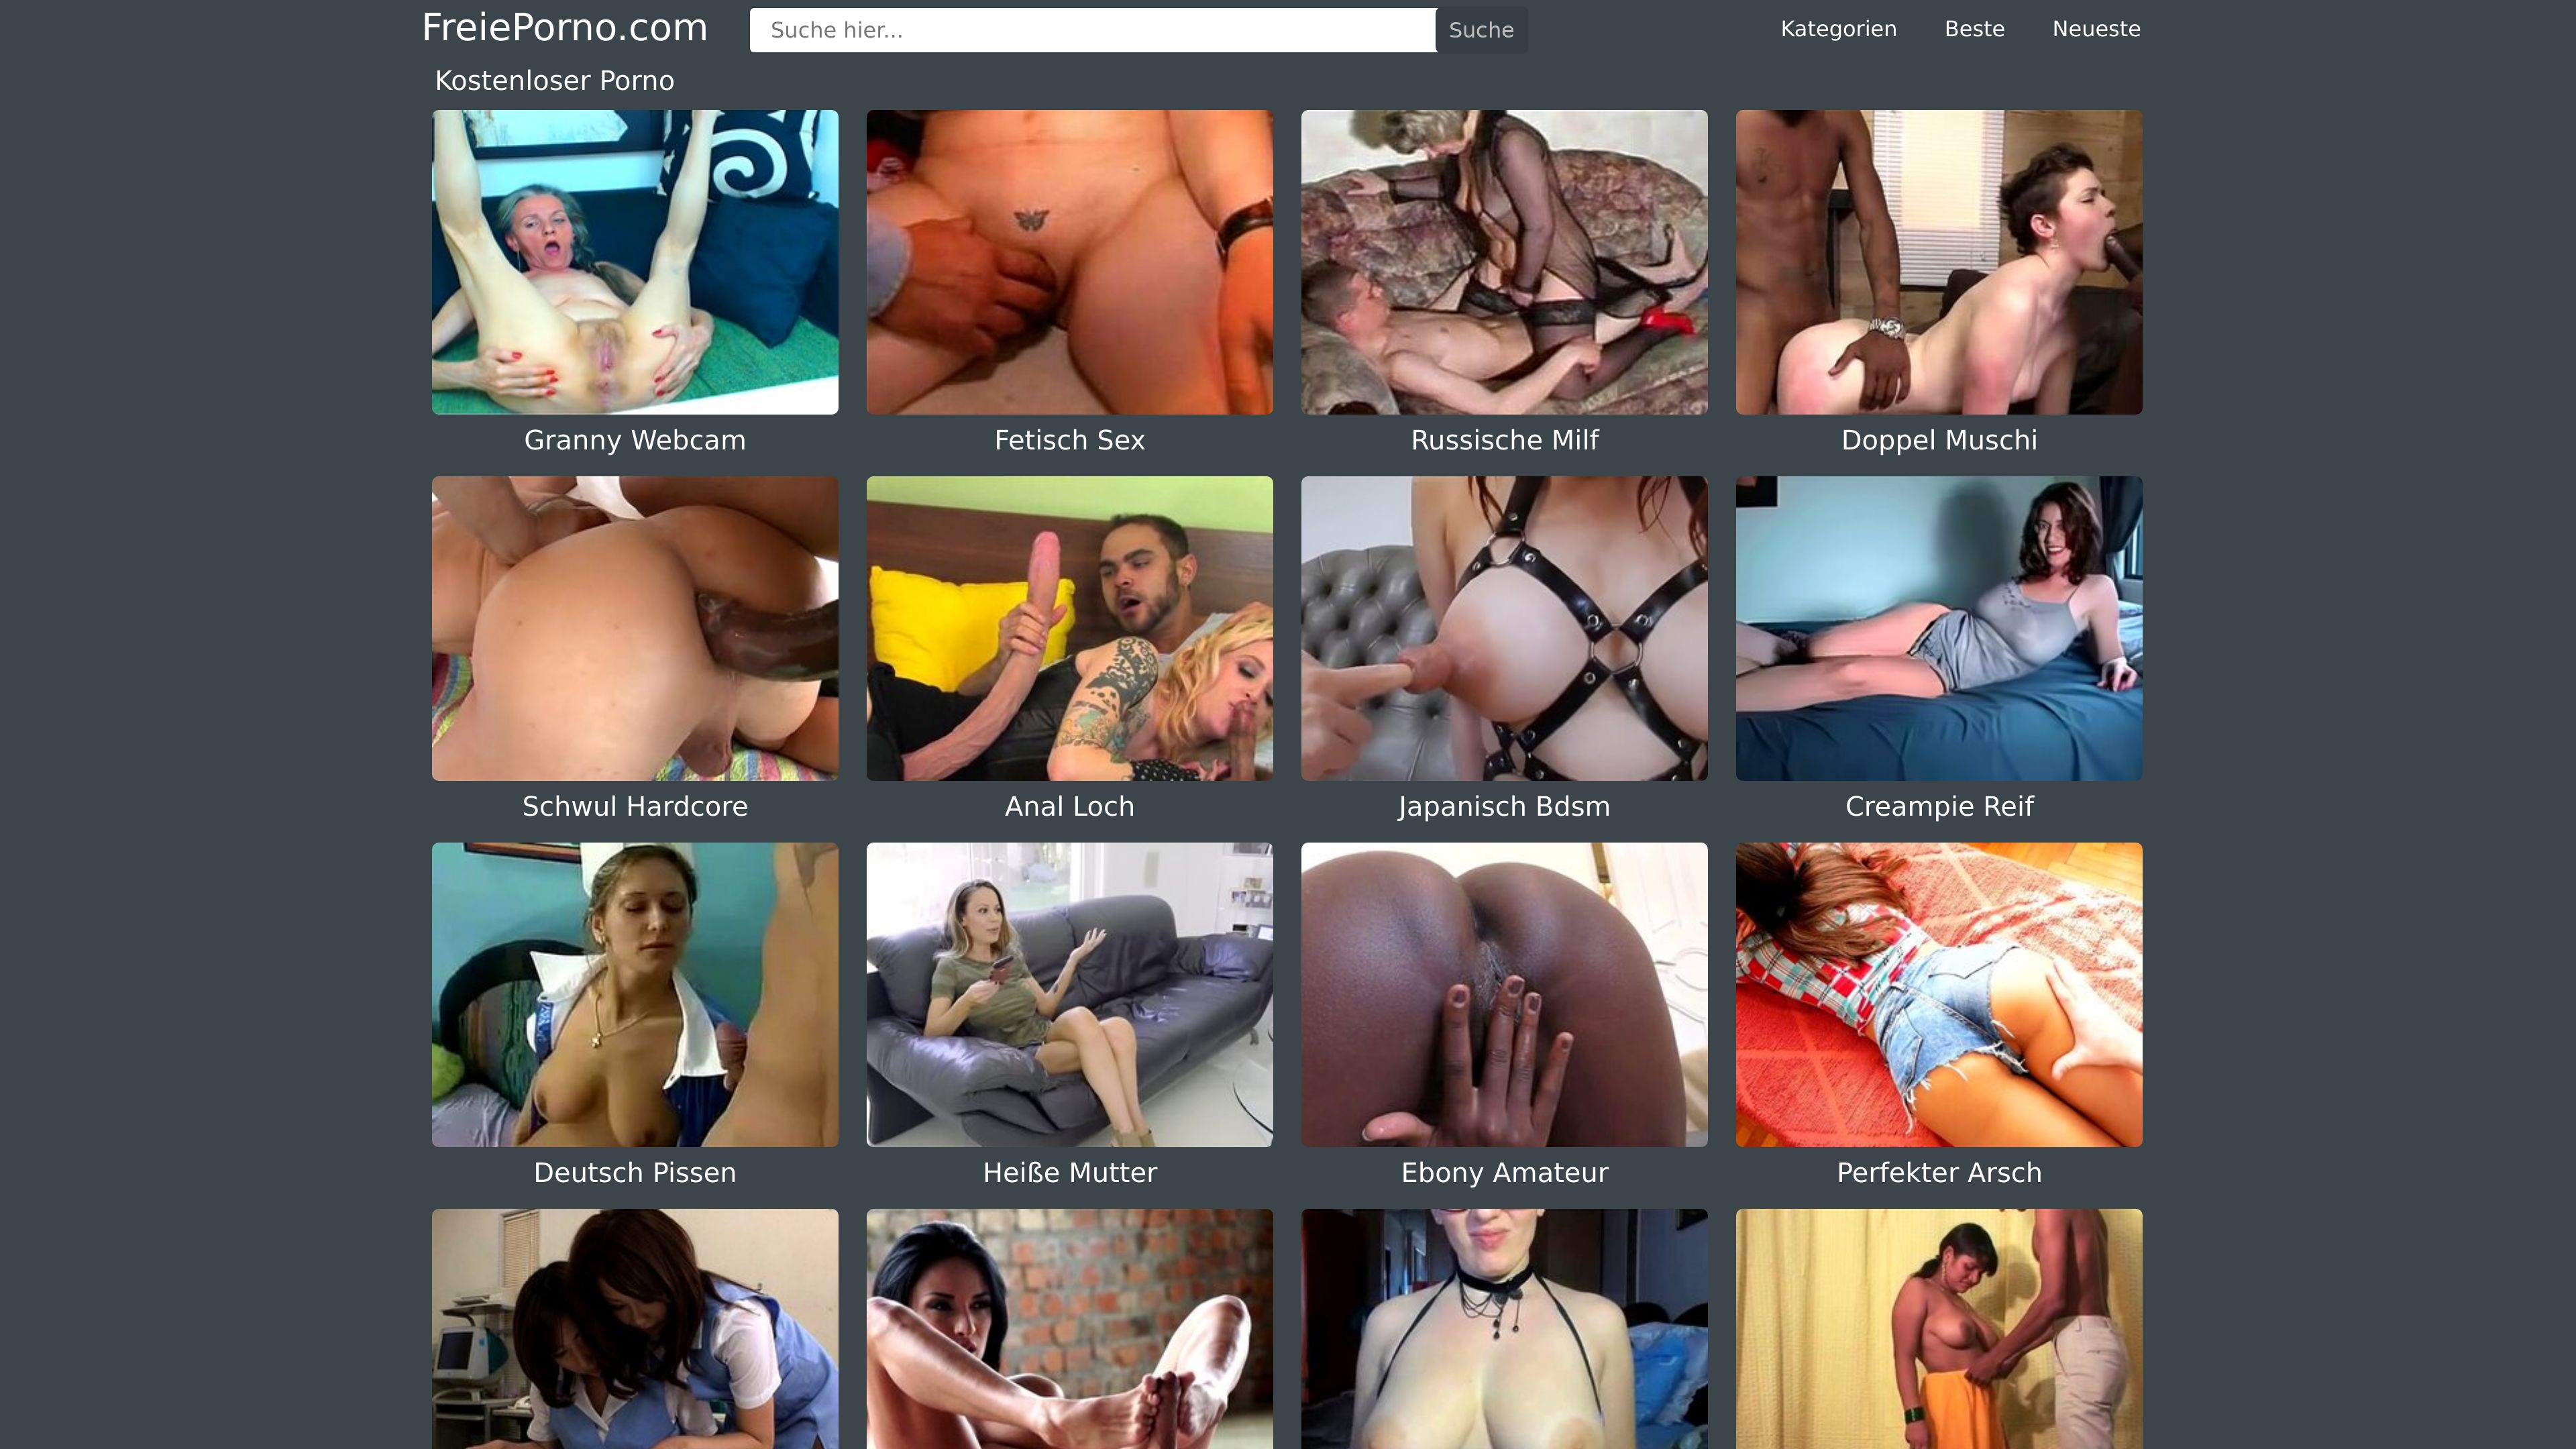 FreiePorno.com
Suche hier...
Suche
Kategorien
Beste
Neueste
Kostenloser Porno
Granny Webcam
Fetisch Sex
Russische Milf
Doppel Muschi
Schwul Hardcore
Anal Loch
Japanisch Bdsm
Creampie Reif
Deutsch Pissen
Heiße Mutter
Ebony Amateur
Perfekter Arsch